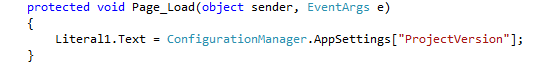 protected void Page_Load(object sender, EventArgs e)
{
    Literal1.Text = ConfigurationManager.AppSettings["ProjectVersion"];
}